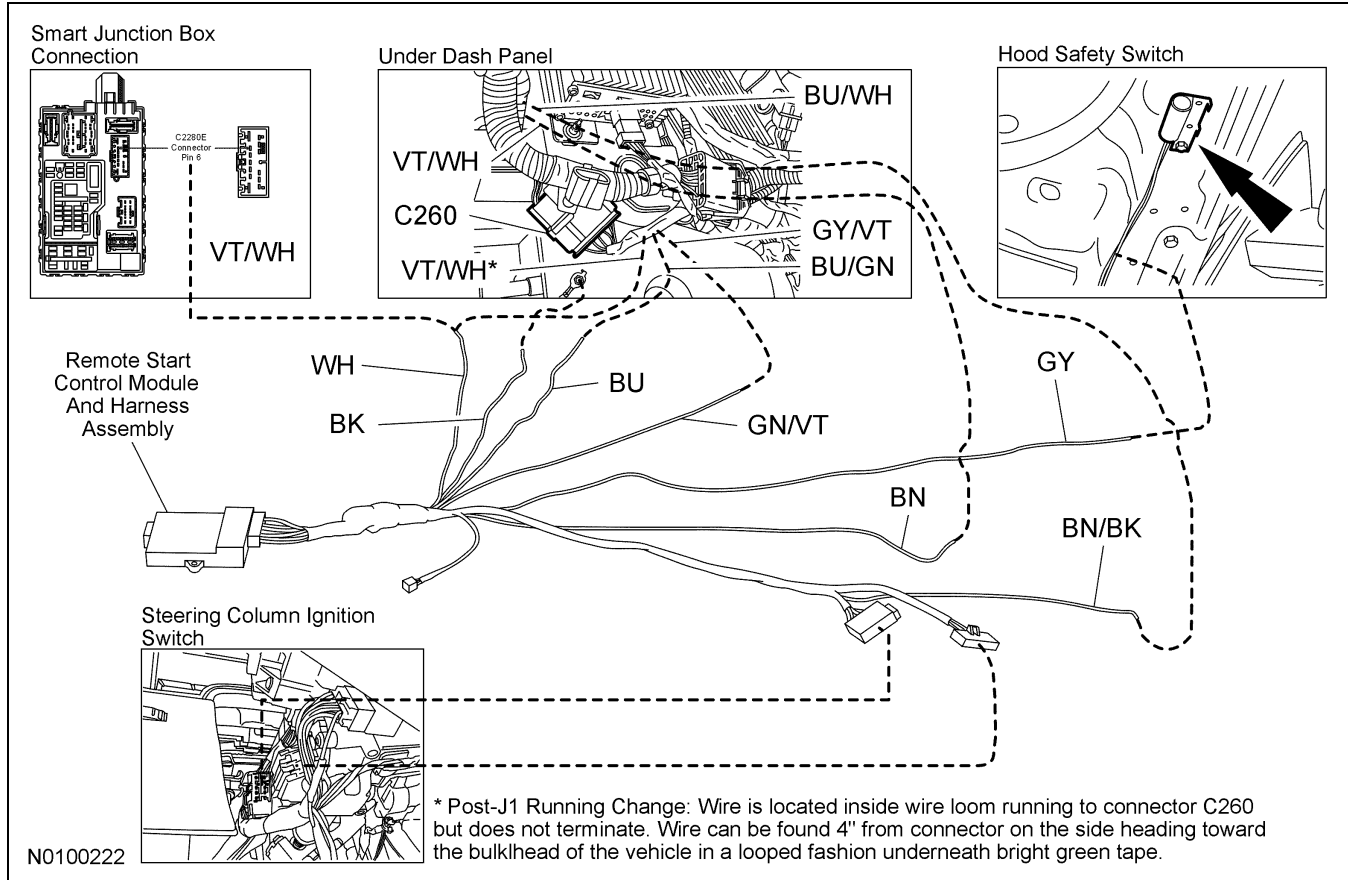 Smart Junction Box
Connection
Under Dash Panel
Hood Safety Switch
C2280E
Connector
Pin 6
VT/WH
BU/WH
VT/WH
C260
VT/WH*
GY/VT
BU/GN
Remote Start
Control Module
And Harness
Assembly
WH
BK
BU
GN/VT
GY
BN
BN/BK
Steering Column Ignition
Switch
* Post-J1 Running Change: Wire is located inside wire loom running to connector C260
but does not terminate. Wire can be found 4" from connector on the side heading toward
the bulklhead of the vehicle in a looped fashion underneath bright green tape.
N0100222